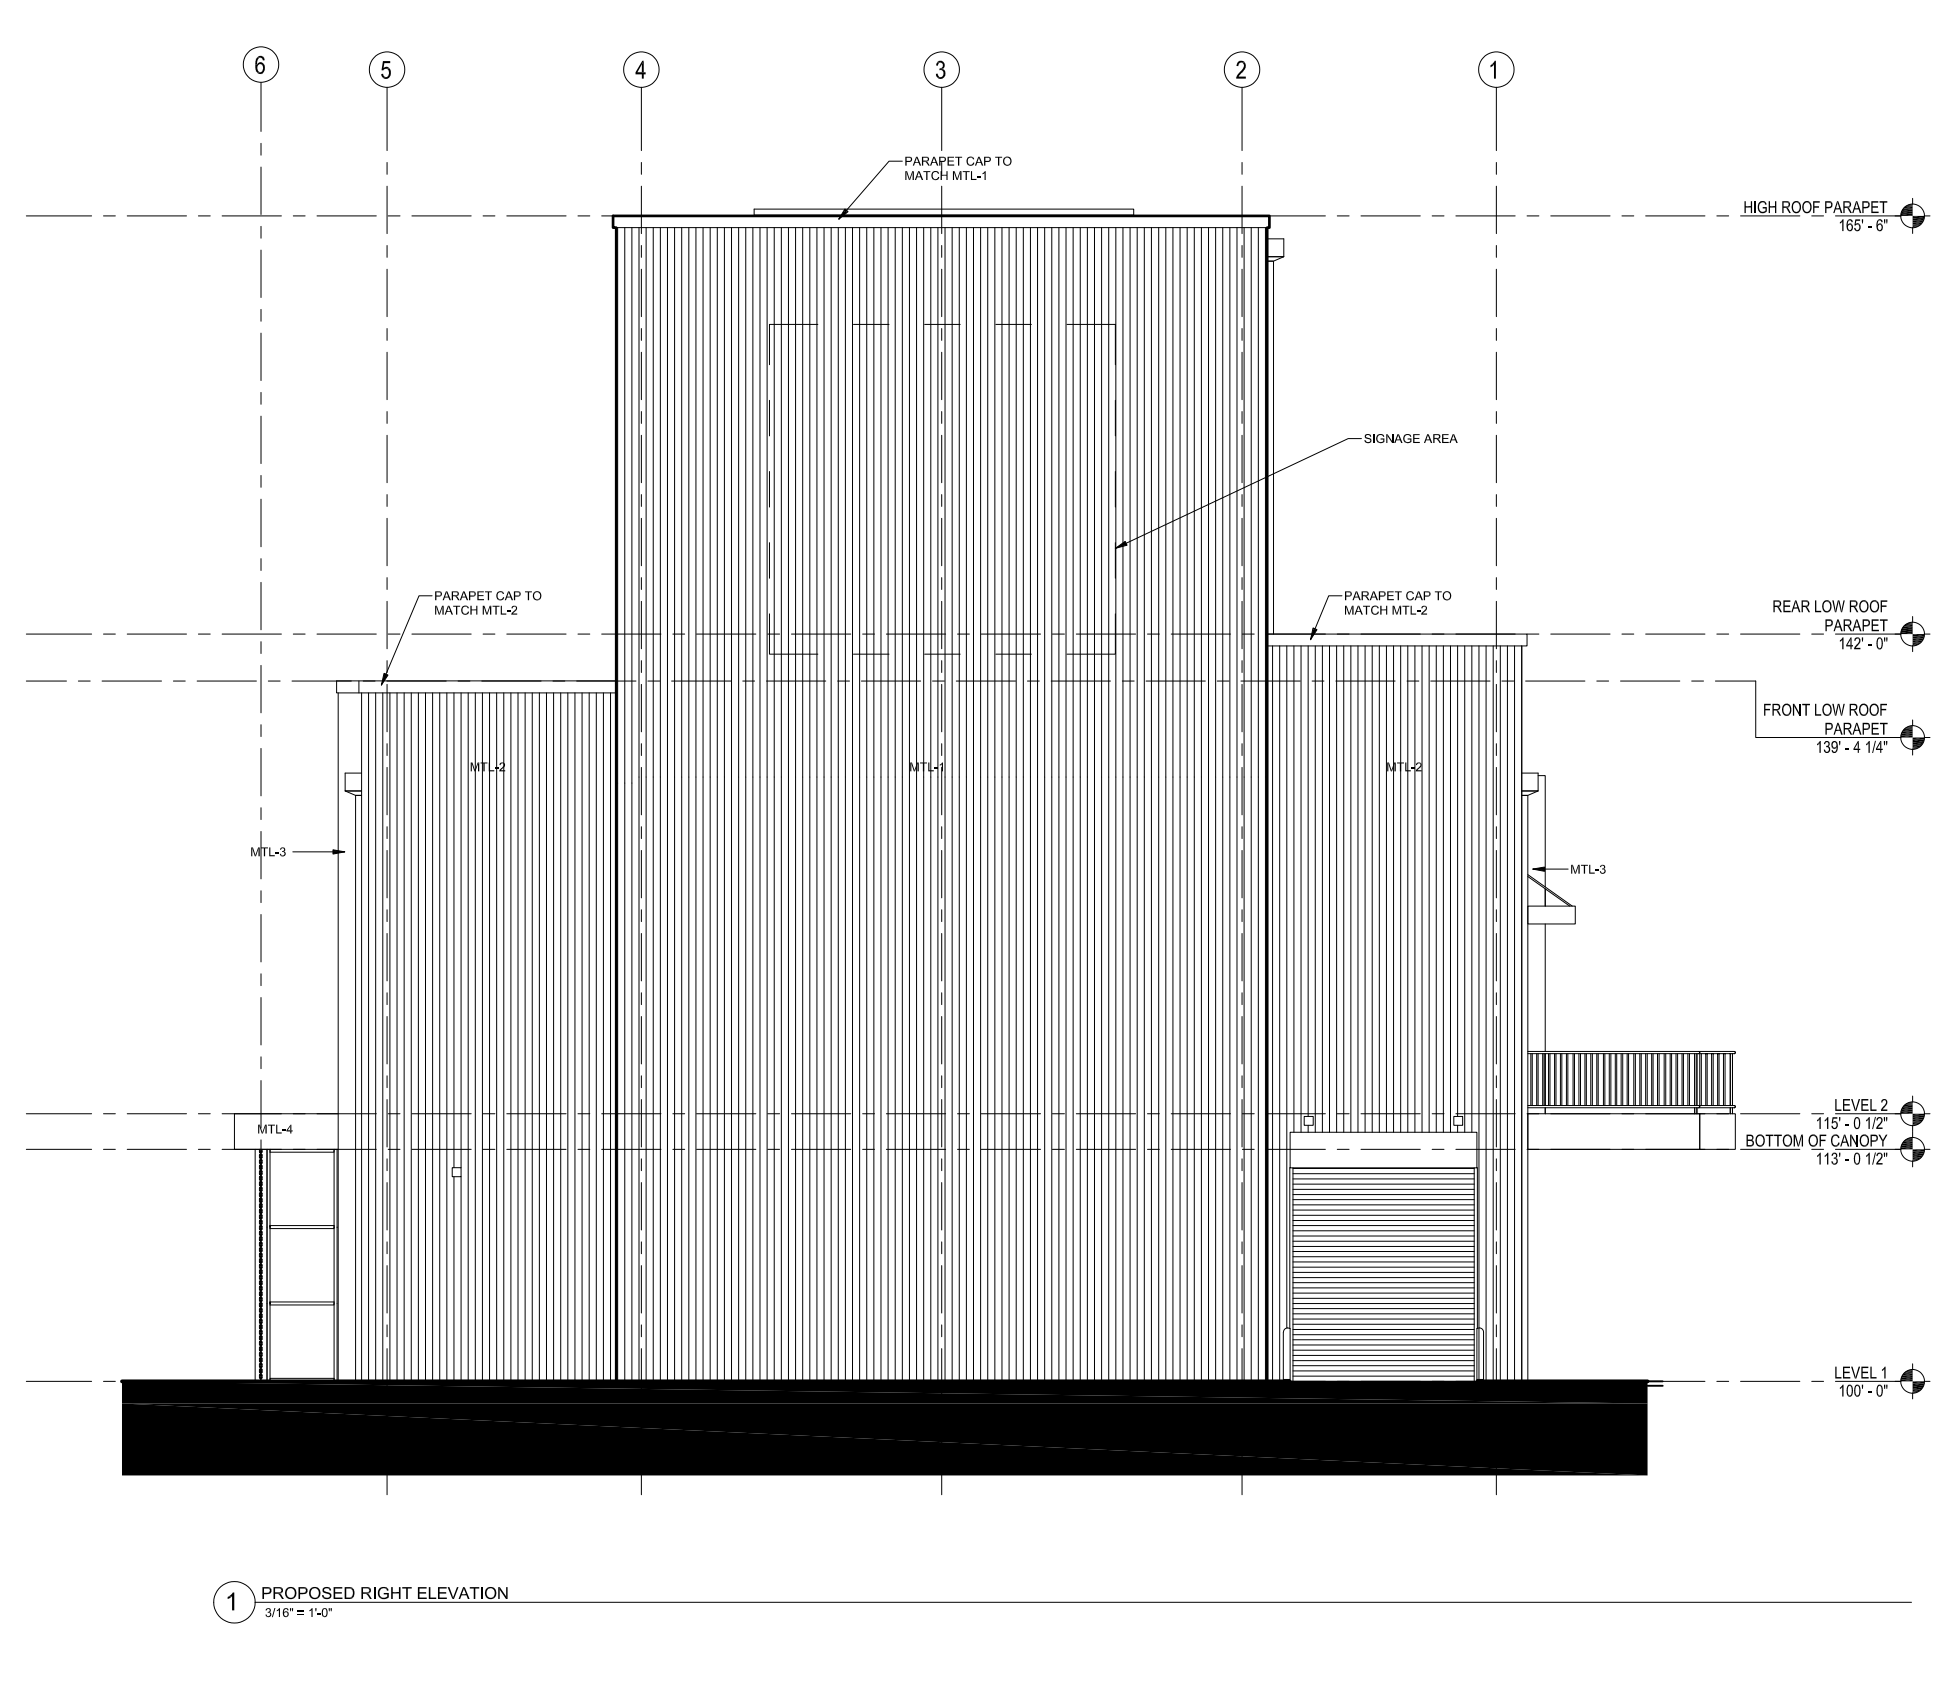 6
5
4
3
2
1
PARAPET CAP TO
MATCH MTL-1
HIGH ROOF PARAPET
165' - 6"
SIGNAGE AREA
PARAPET CAP TO
MATCH MTL-2
PARAPET CAP TO
MATCH MTL-2
REAR LOW ROOF
PARAPET
142' - 0"
FRONT LOW ROOF
PARAPET
139' - 4 1/4"
MTL-2
MTL-1
MTL-2
MTL-3
MTL-3
LEVEL 2
115' - 0 1/2"
MTL-4
BOTTOM OF CANOPY
113' - 0 1/2"
LEVEL 1
100' - 0"
1
PROPOSED RIGHT ELEVATION
3/16" = 1'-0"